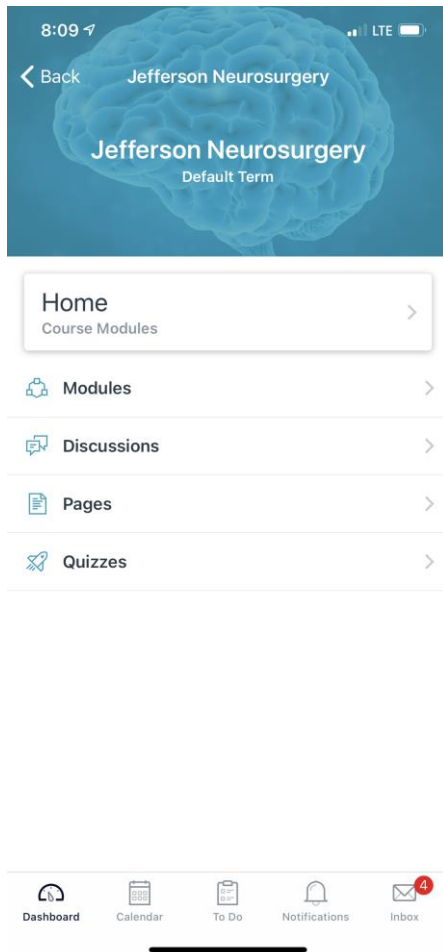 8:09
LTE
Back
Jefferson Neurosurgery
Jefferson Neurosurgery
Default Term
Home
Course Modules
Modules
Discussions
Pages
Quizzes
4
Dashboard
Calendar
To Do
Notifications
Inbox